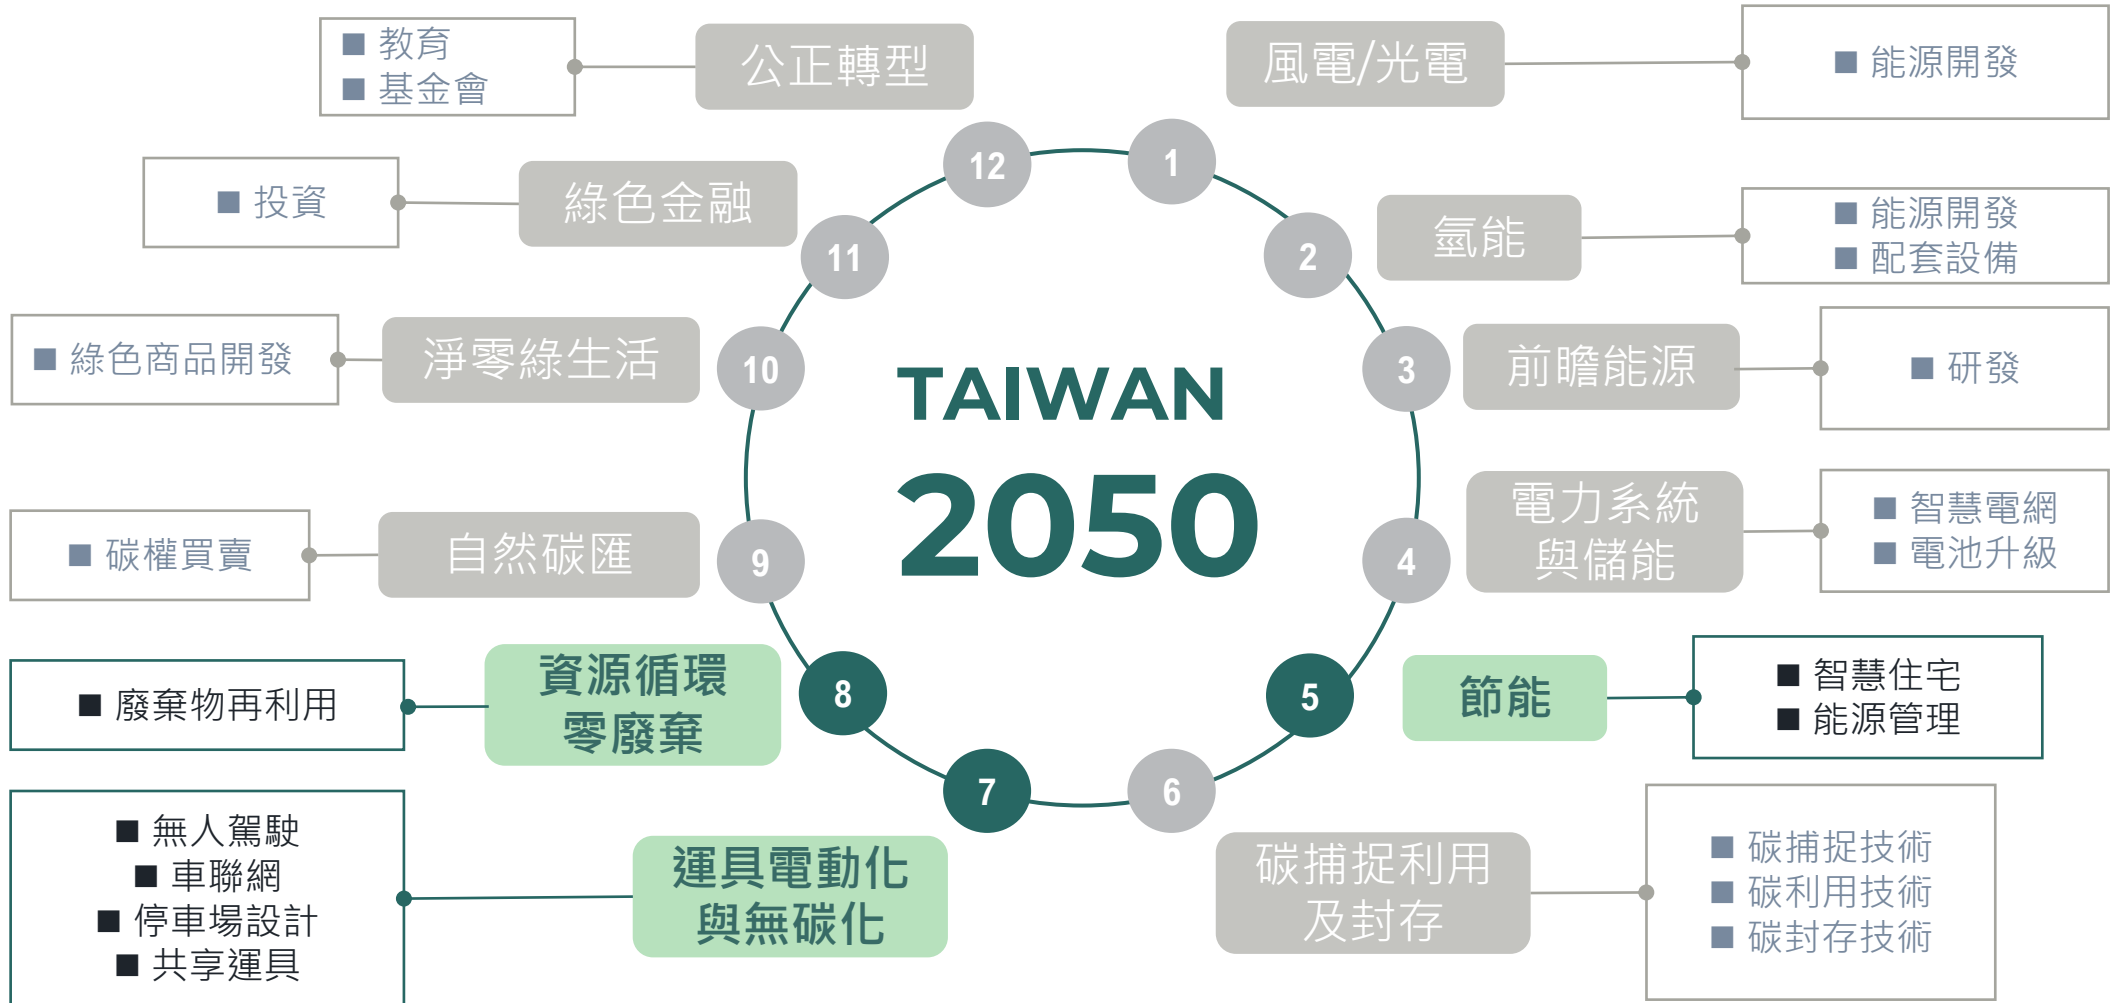 TAIWAN
2050
1
風電/光電
■ 能源開發
2
氫能
■ 能源開發
■ 配套設備
3
前瞻能源
■ 研發
4
電力系統
與儲能
■ 智慧電網
■ 電池升級
5
節能
■ 智慧住宅
■ 能源管理
6
碳捕捉利用
及封存
■ 碳捕捉技術
■ 碳利用技術
■ 碳封存技術
7
運具電動化
與無碳化
■ 無人駕駛
■ 車聯網
■ 停車場設計
■ 共享運具
8
資源循環
零廢棄
■ 廢棄物再利用
9
自然碳匯
■ 碳權買賣
10
淨零綠生活
■ 綠色商品開發
11
綠色金融
■ 投資
12
公正轉型
■ 教育
■ 基金會